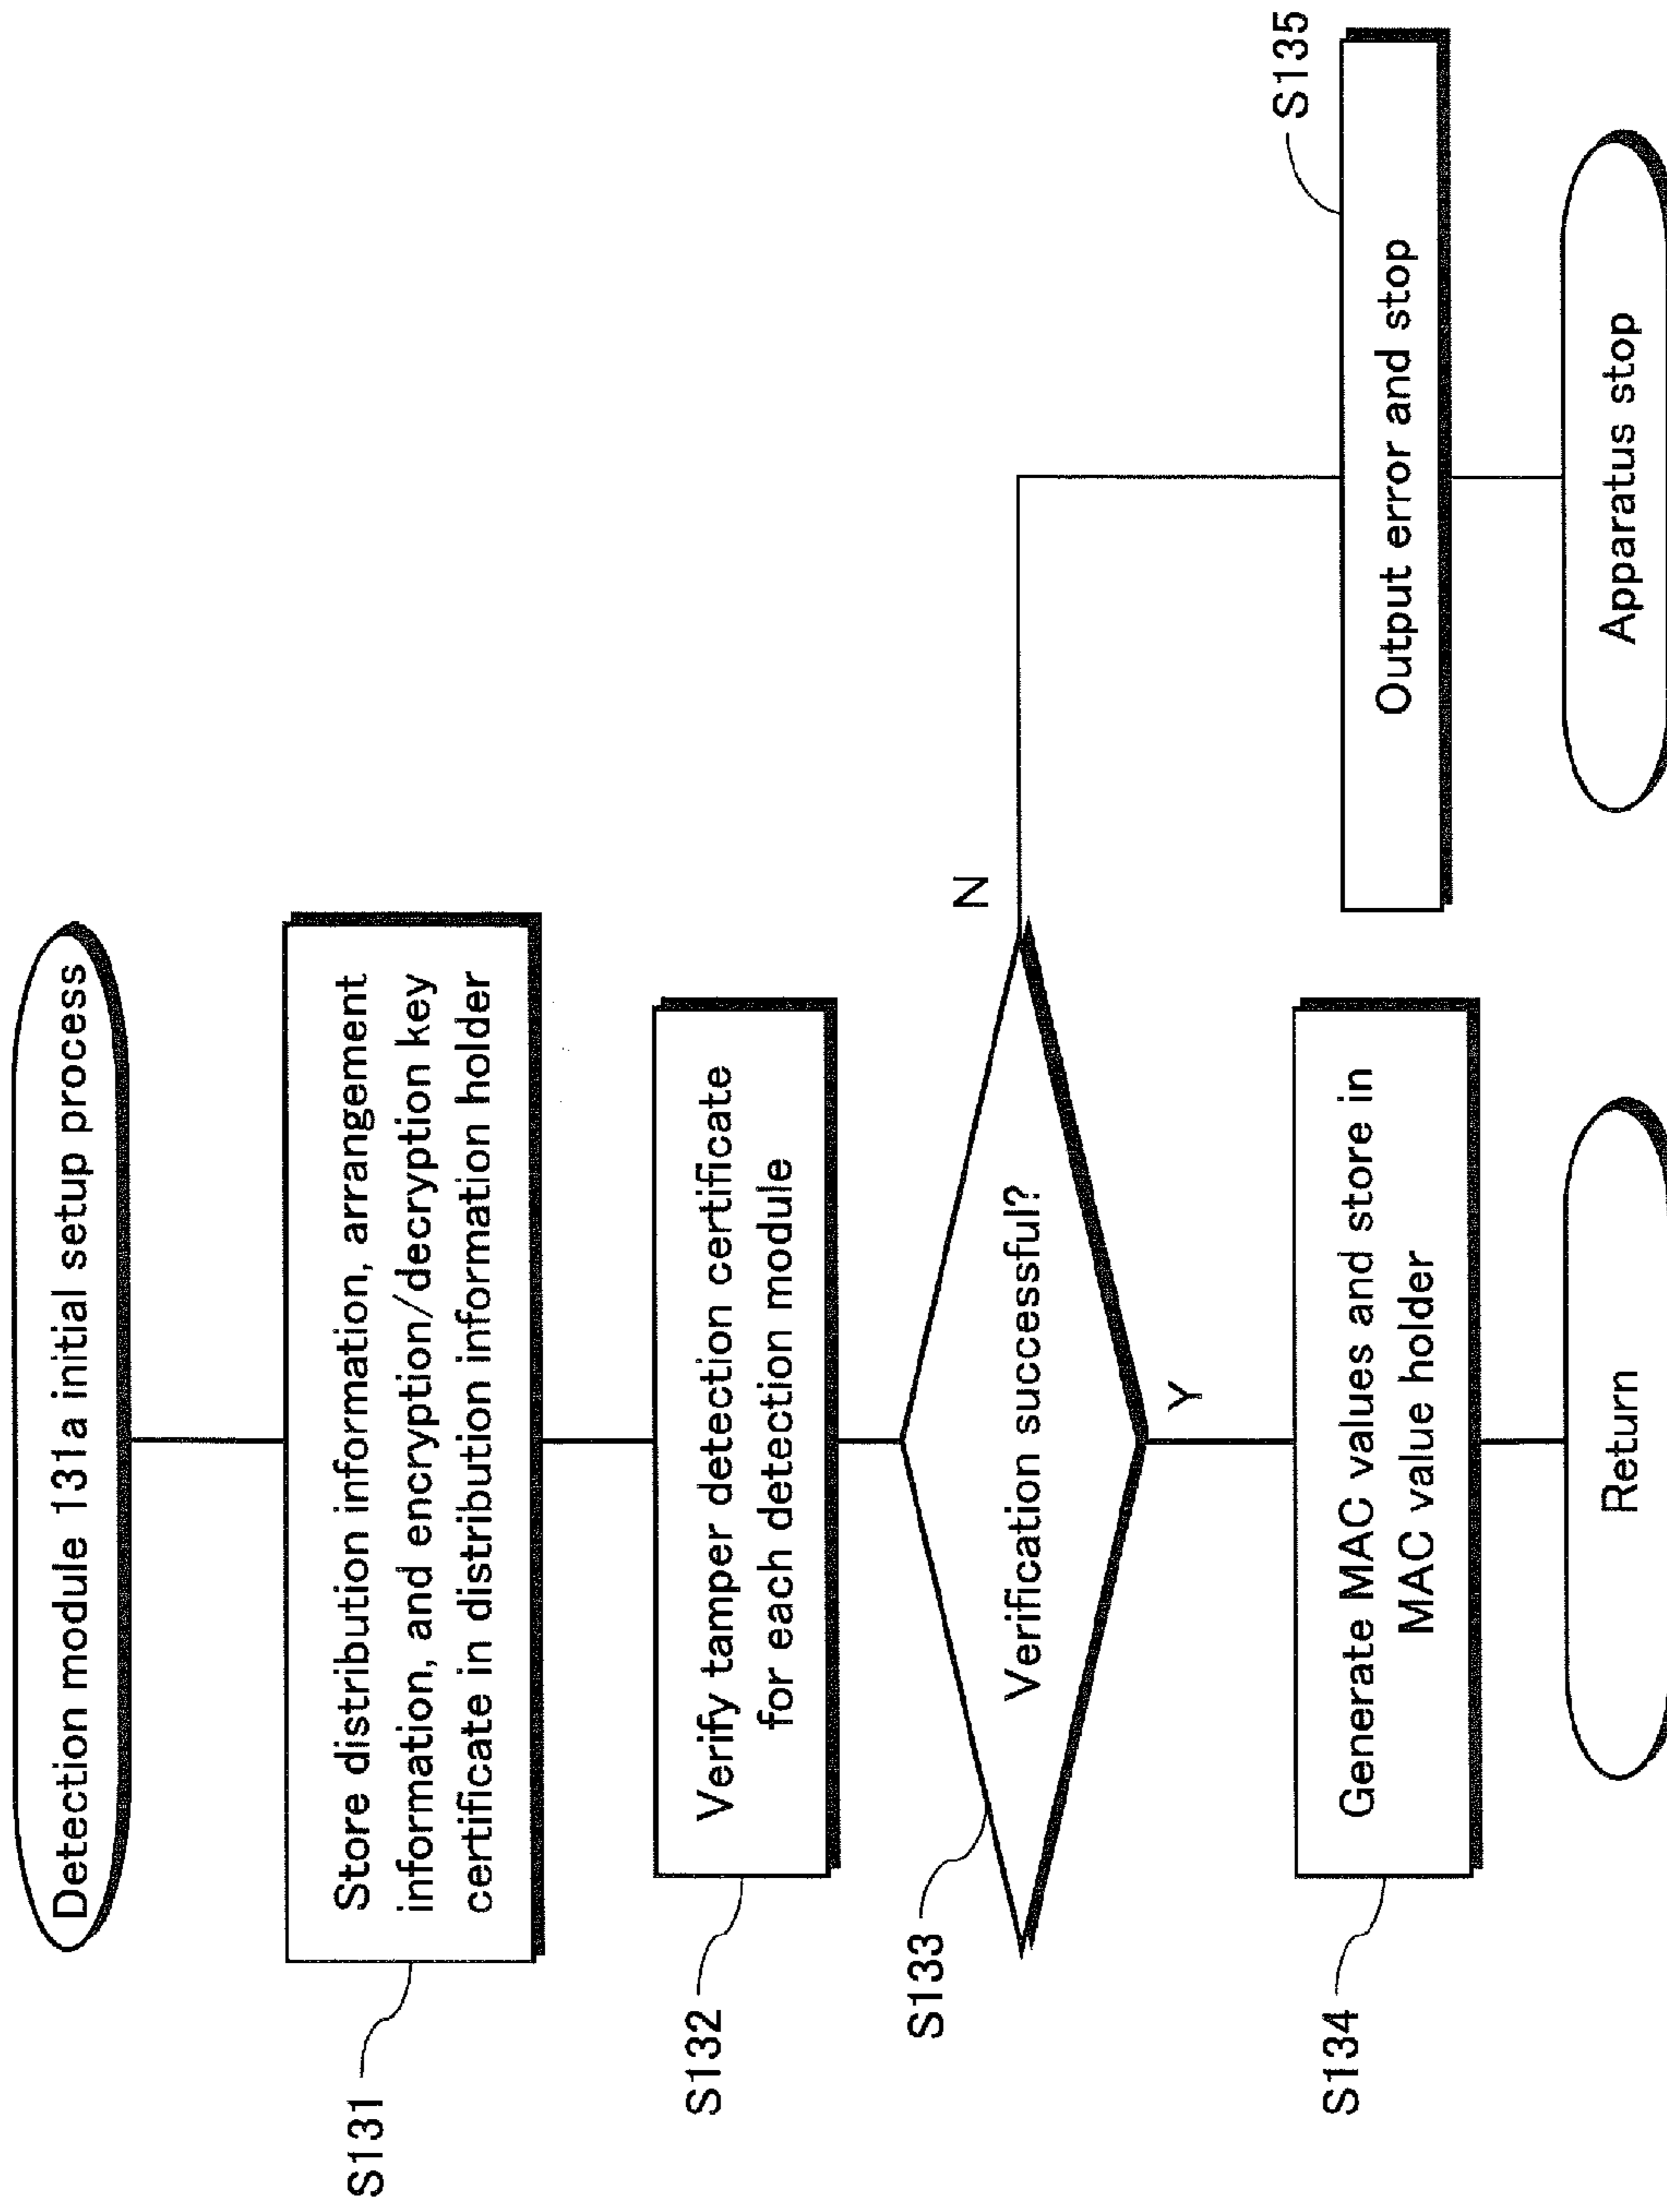 Detection module 131a initial setup process
S131
Store distribution information, arrangement
information, and encryption/decryption key
certificate in distribution information holder
S132
Verify tamper detection certificate
for each detection module
S133
Verification successful?
N
Y
S134
Generate MAC values and store in
MAC value holder
Return
S135
Output error and stop
Apparatus stop